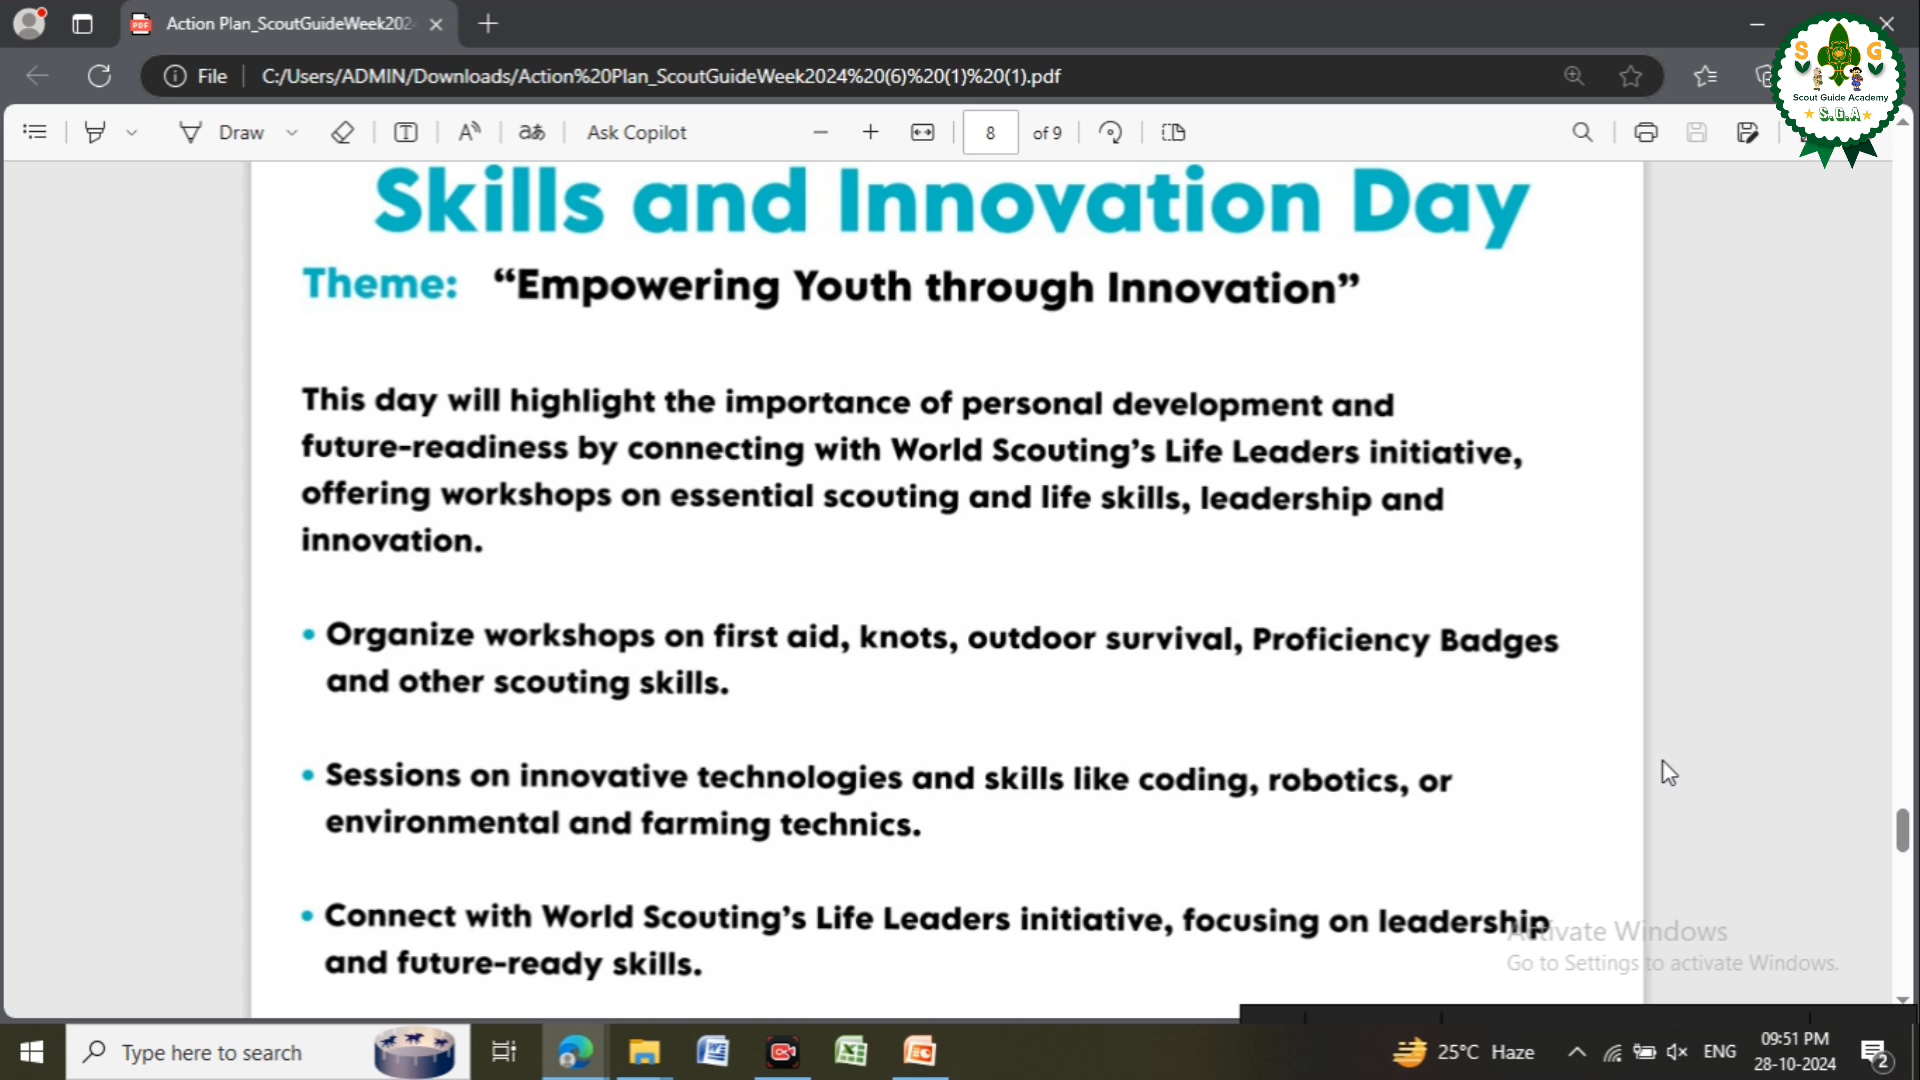 Action Plan_ScoutGuideWeek202
File
C:/Users/ADMIN/Downloads/Action%20Plan_ScoutGuideWeek2024%20(6)%20(1)%20(1).pdf
S G
Scout Guide Academy
S.G.A
Draw
Ask Copilot
8 of 9
Skills and Innovation Day
Theme: “Empowering Youth through Innovation”
This day will highlight the importance of personal development and
future-readiness by connecting with World Scouting’s Life Leaders initiative,
offering workshops on essential scouting and life skills, leadership and
innovation.
• Organize workshops on first aid, knots, outdoor survival, Proficiency Badges
and other scouting skills.
• Sessions on innovative technologies and skills like coding, robotics, or
environmental and farming technics.
• Connect with World Scouting’s Life Leaders initiative, focusing on leadership
and future-ready skills.
Activate Windows
Go to Settings to activate Windows.
Type here to search
25°C Haze
ENG
09:51 PM
28-10-2024
2